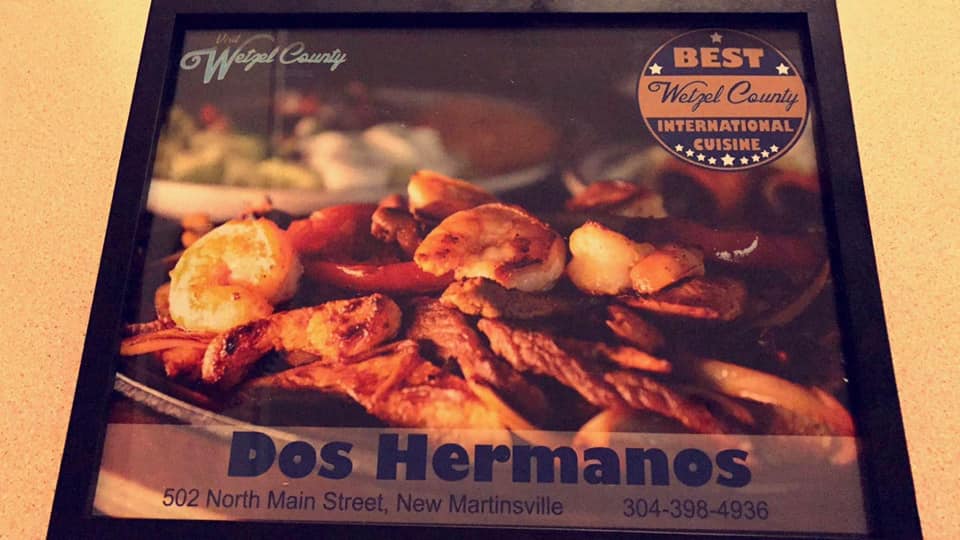 Visit
Wetzel County
BEST
Wetzel County
INTERNATIONAL
CUISINE
Dos Hermanos
502 North Main Street, New Martinsville 304-398-4936